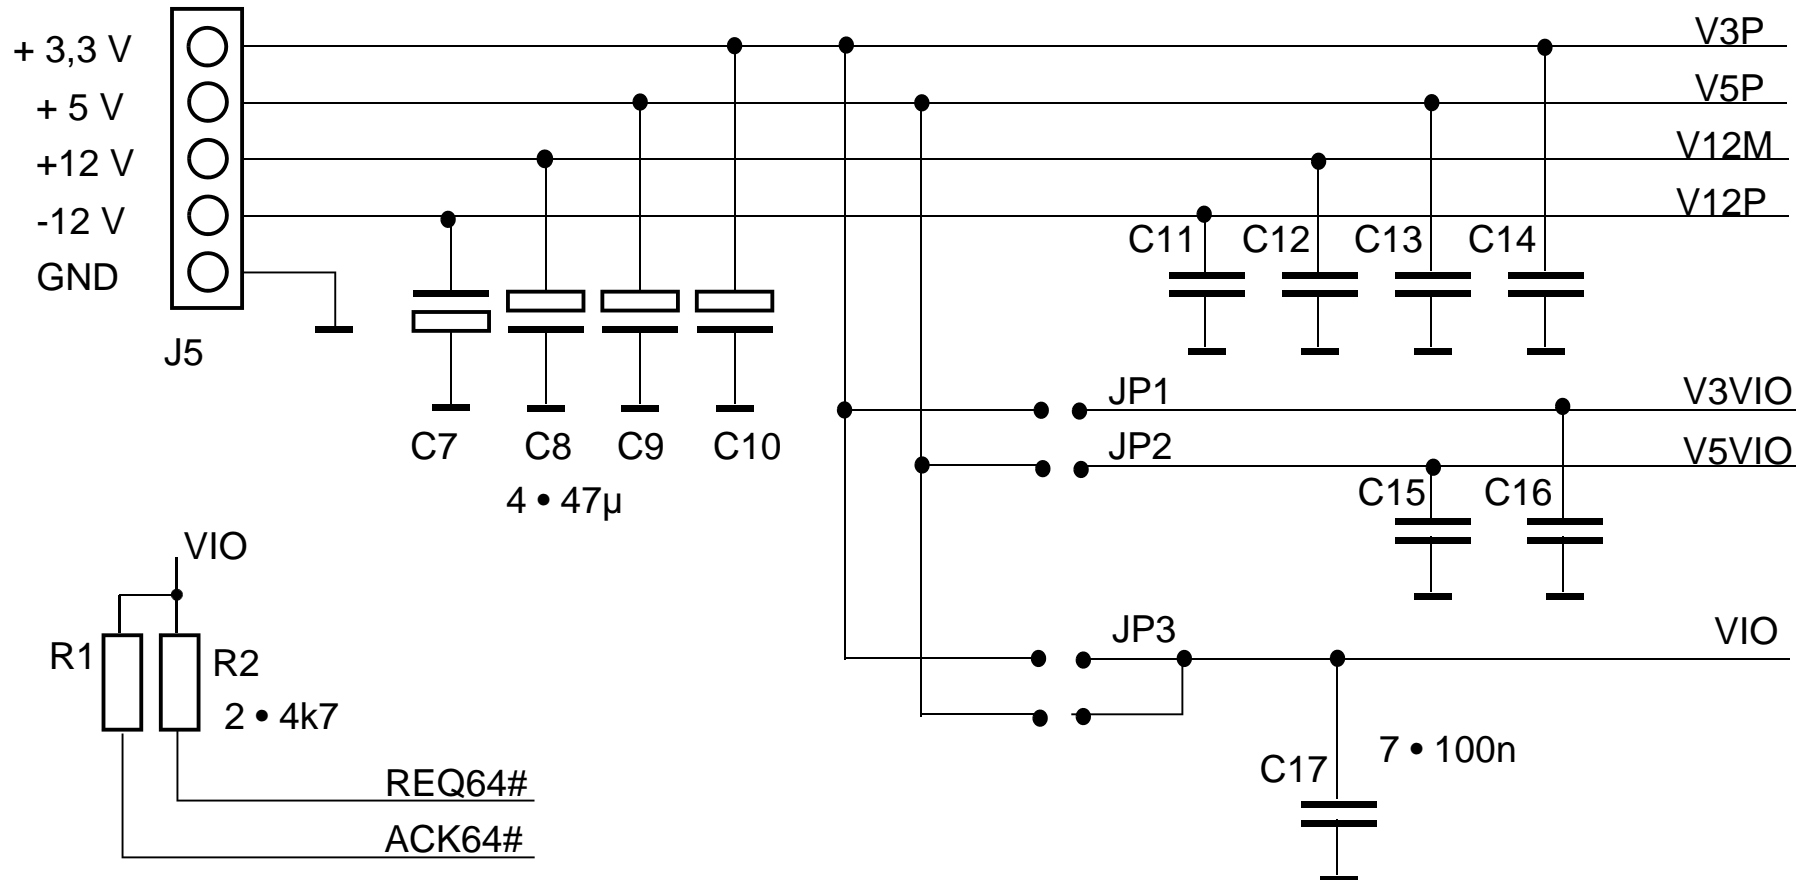 + 3,3 V
V3P
+ 5 V
V5P
+12 V
V12M
-12 V
V12P
GND
J5
C11 C12 C13 C14
C7 C8 C9 C10
4 • 47µ
JP1
V3VIO
JP2
V5VIO
C15 C16
VIO
R1
R2
2 • 4k7
REQ64#
ACK64#
JP3
VIO
7 • 100n
C17